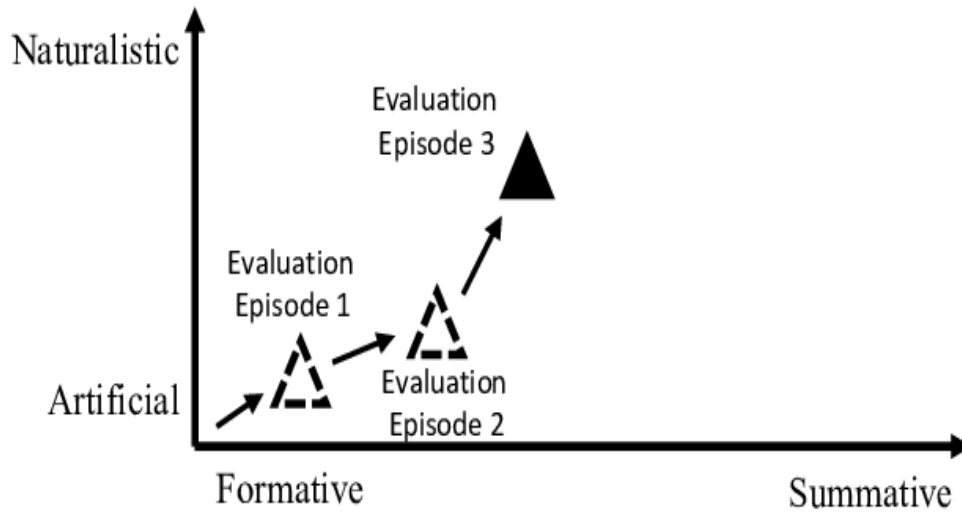 Naturalistic
Evaluation
Episode 3
Evaluation
Episode 1
Evaluation
Episode 2
Artificial
Formative
Summative